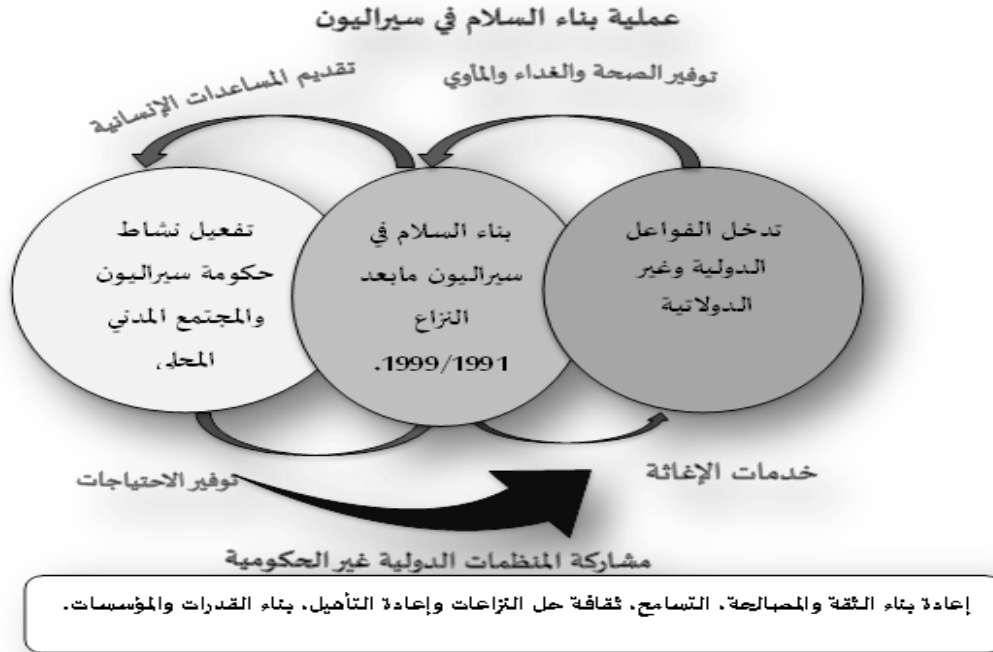 عملية بناء السلام في سيراليون
توفير الصحة والغداء والمأوي
تقديم المساعدات الإنسانية
تدخل الفواعل
الدولية وغير
الدولاتية
بناء السلام في
سيراليون مابعد
النزاع
1999/1991.
تفعيل نشاط
حكومة سيراليون
والمجتمع المدني
المحلي
خدمات الإغاثة
توفير الاحتياجات
مشاركة المنظمات الدولية غير الحكومية
إعادة بناء الثقة والمصالحة، التسامح، ثقافة حل النزاعات وإعادة التأهيل، بناء القدرات والمؤسسات.